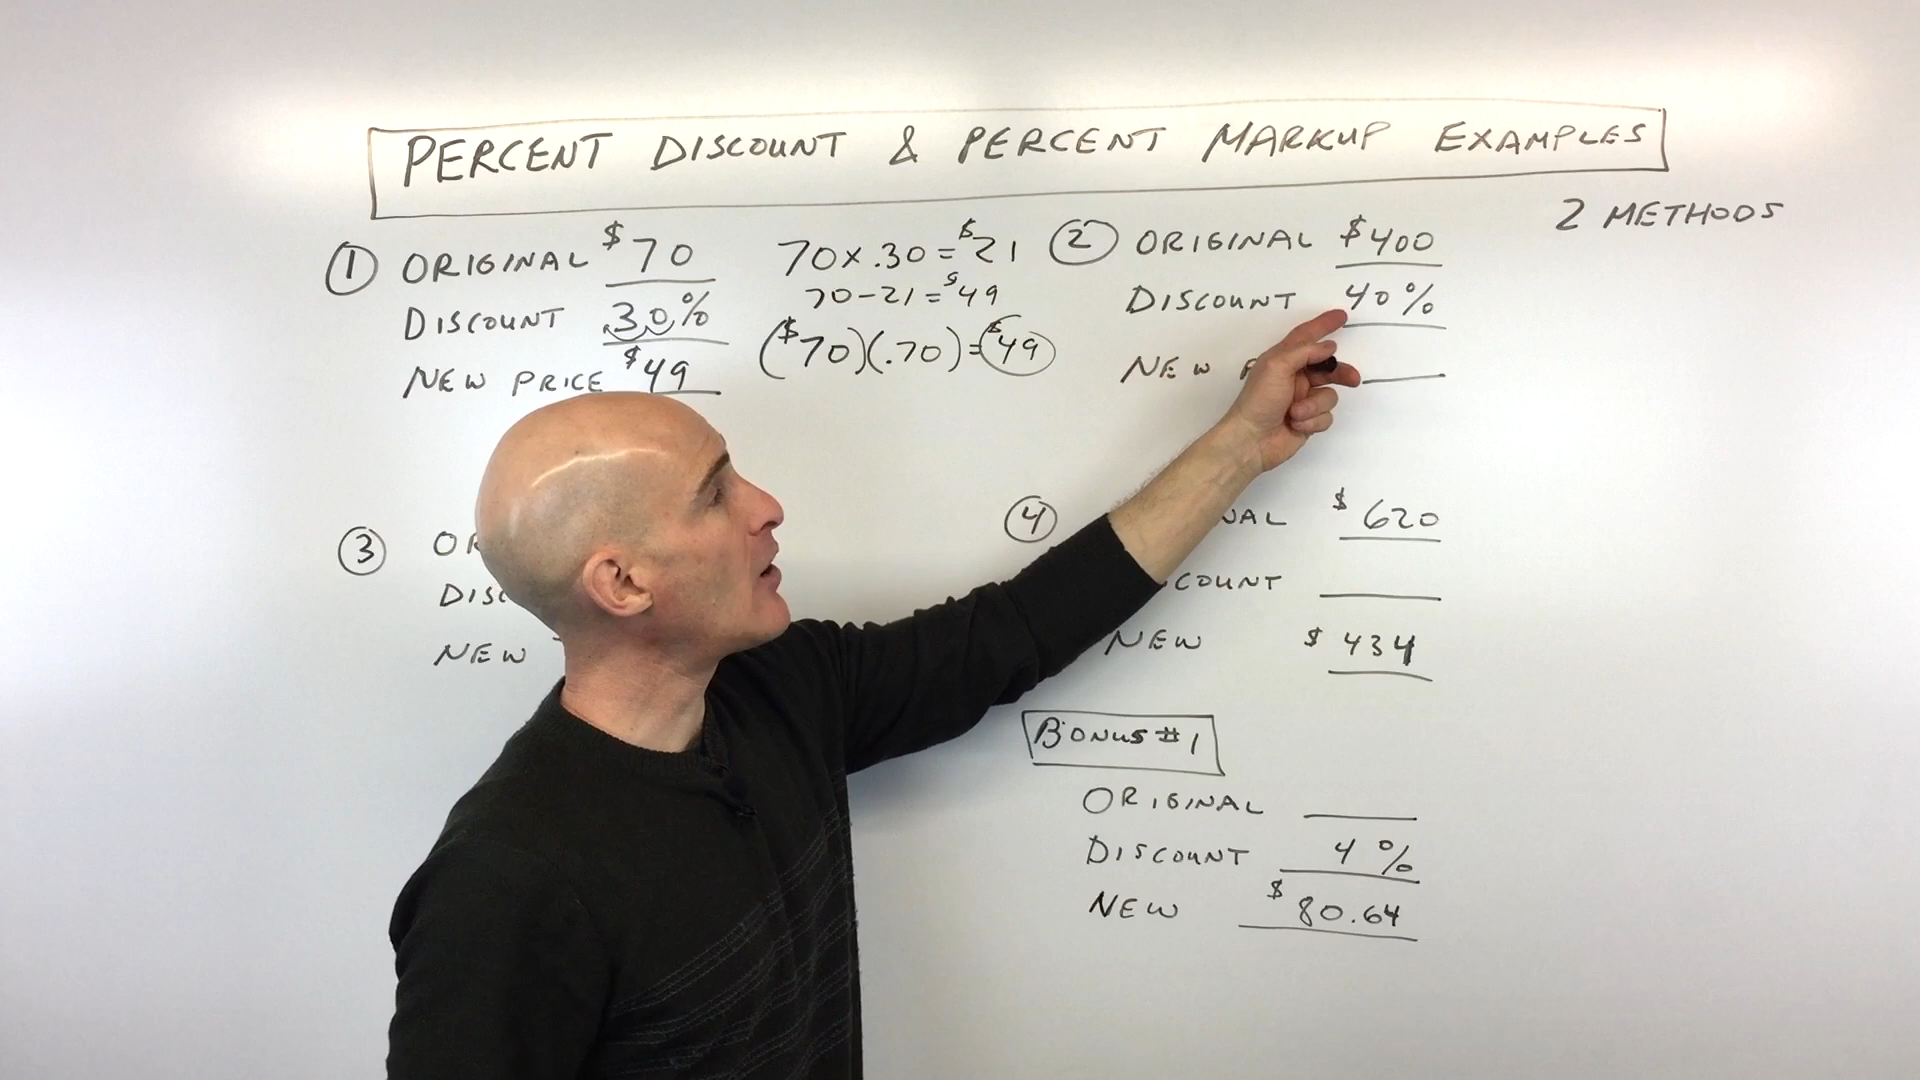 PERCENT DISCOUNT & PERCENT MARKUP EXAMPLES
2 METHODS
① ORIGINAL $70
DISCOUNT 30%
NEW PRICE $49
70 x .30 = $21
70 - 21 = $49
($70)(.70) = $49
② ORIGINAL $400
DISCOUNT 40%
NEW
③
NEW
④ $620
$434
NEW
BONUS #1
ORIGINAL
DISCOUNT 4%
NEW $80.64